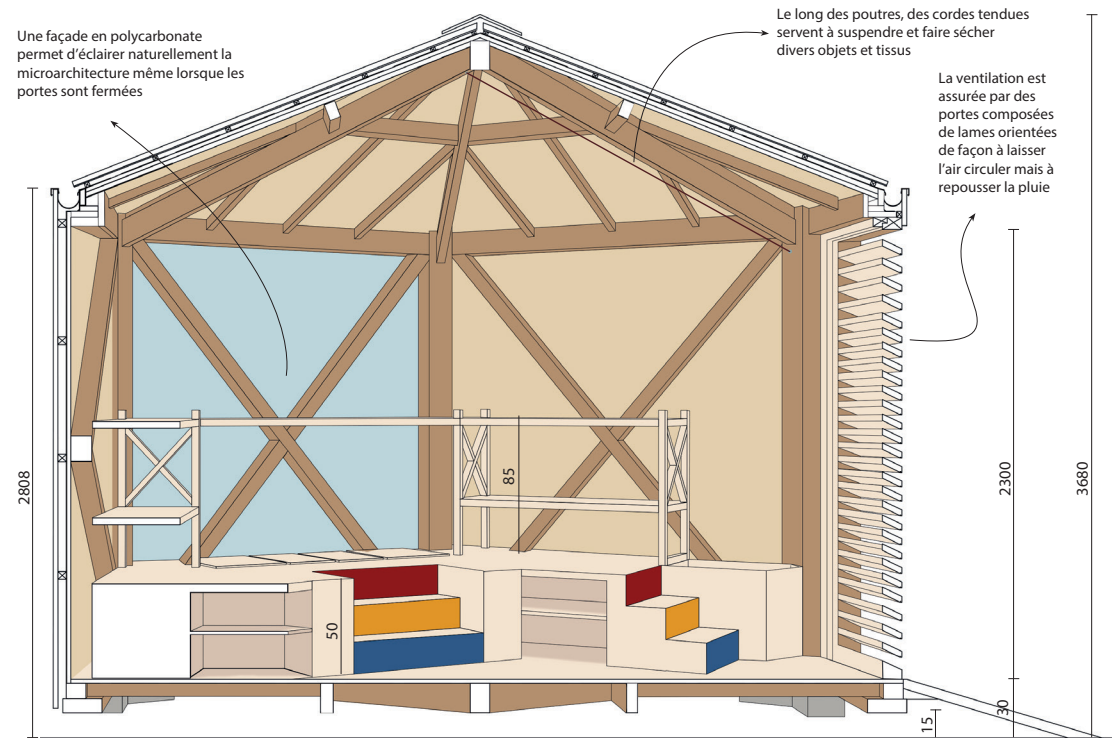 Une façade en polycarbonate
permet d'éclairer naturellement la
microarchitecture même lorsque les
portes sont fermées
Le long des poutres, des cordes tendues
servent à suspendre et faire sécher
divers objets et tissus
La ventilation est
assurée par des
portes composées
de lames orientées
de façon à laisser
l'air circuler mais à
repousser la pluie
2808
85
50
2300
3680
30
15